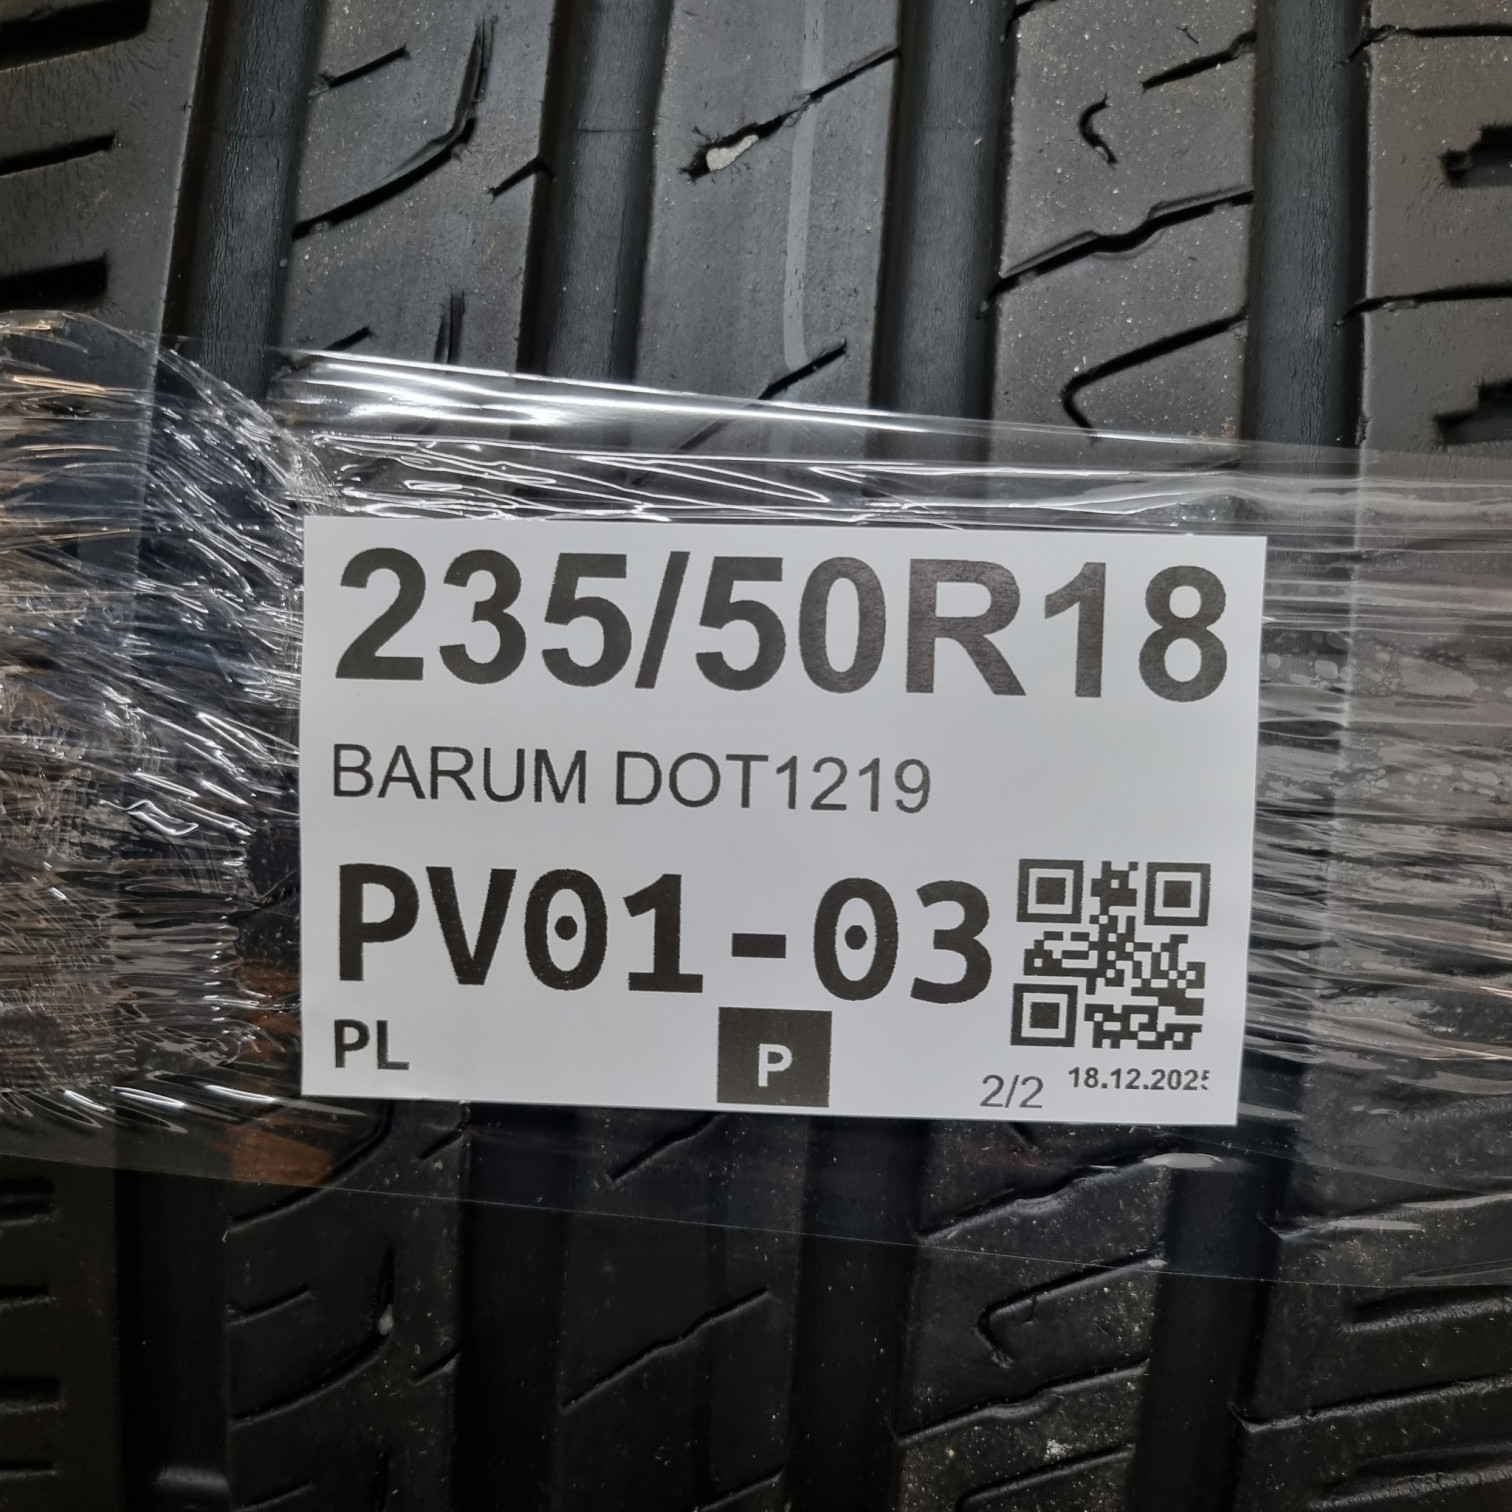 235/50R18
BARUM DOT1219
PV01-03
PL
P
2/2 18.12.2025